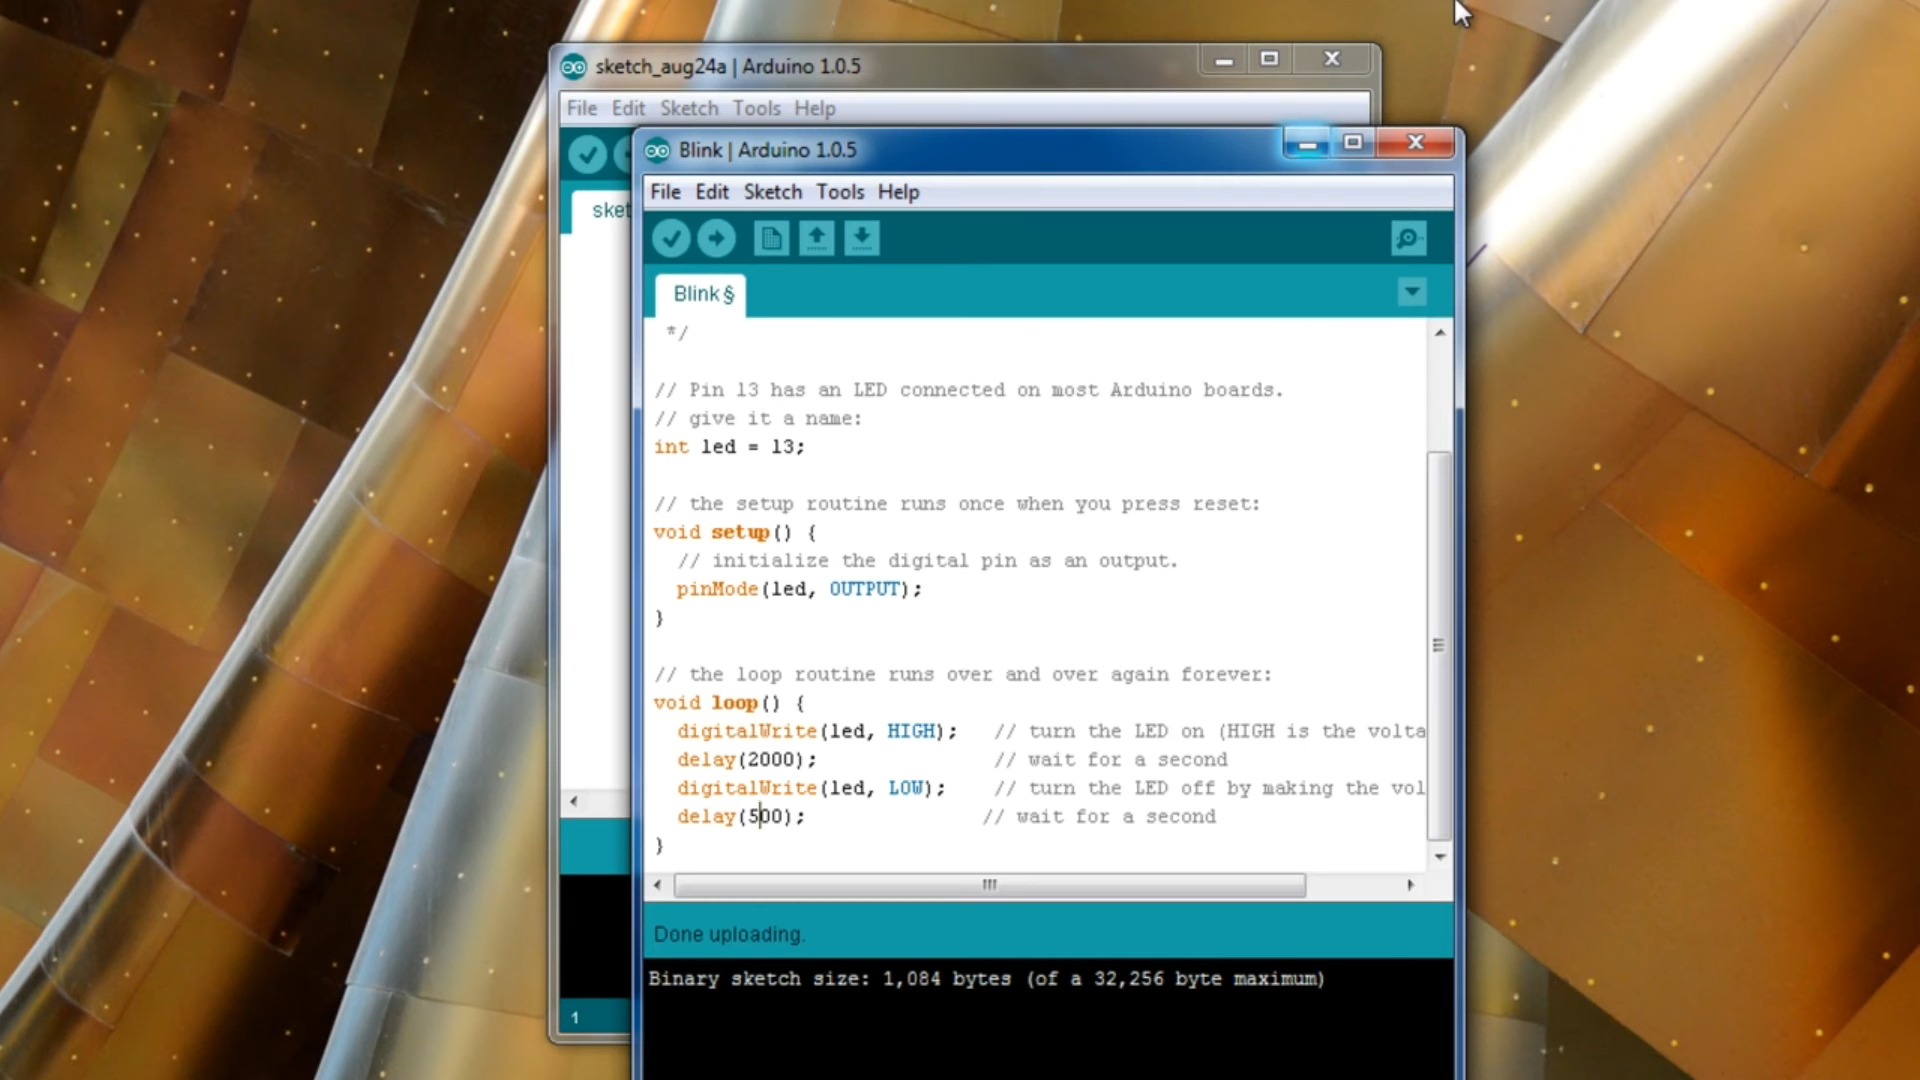 sketch_aug24a | Arduino 1.0.5
File Edit Sketch Tools Help
sket
Blink | Arduino 1.0.5
File Edit Sketch Tools Help
Blink §
*/
// Pin 13 has an LED connected on most Arduino boards.
// give it a name:
int led = 13;
// the setup routine runs once when you press reset:
void setup() {
// initialize the digital pin as an output.
pinMode(led, OUTPUT);
}
// the loop routine runs over and over again forever:
void loop() {
digitalWrite(led, HIGH); // turn the LED on (HIGH is the volta
delay(2000); // wait for a second
digitalWrite(led, LOW); // turn the LED off by making the vol
delay(500); // wait for a second
}
Done uploading.
Binary sketch size: 1,084 bytes (of a 32,256 byte maximum)
1